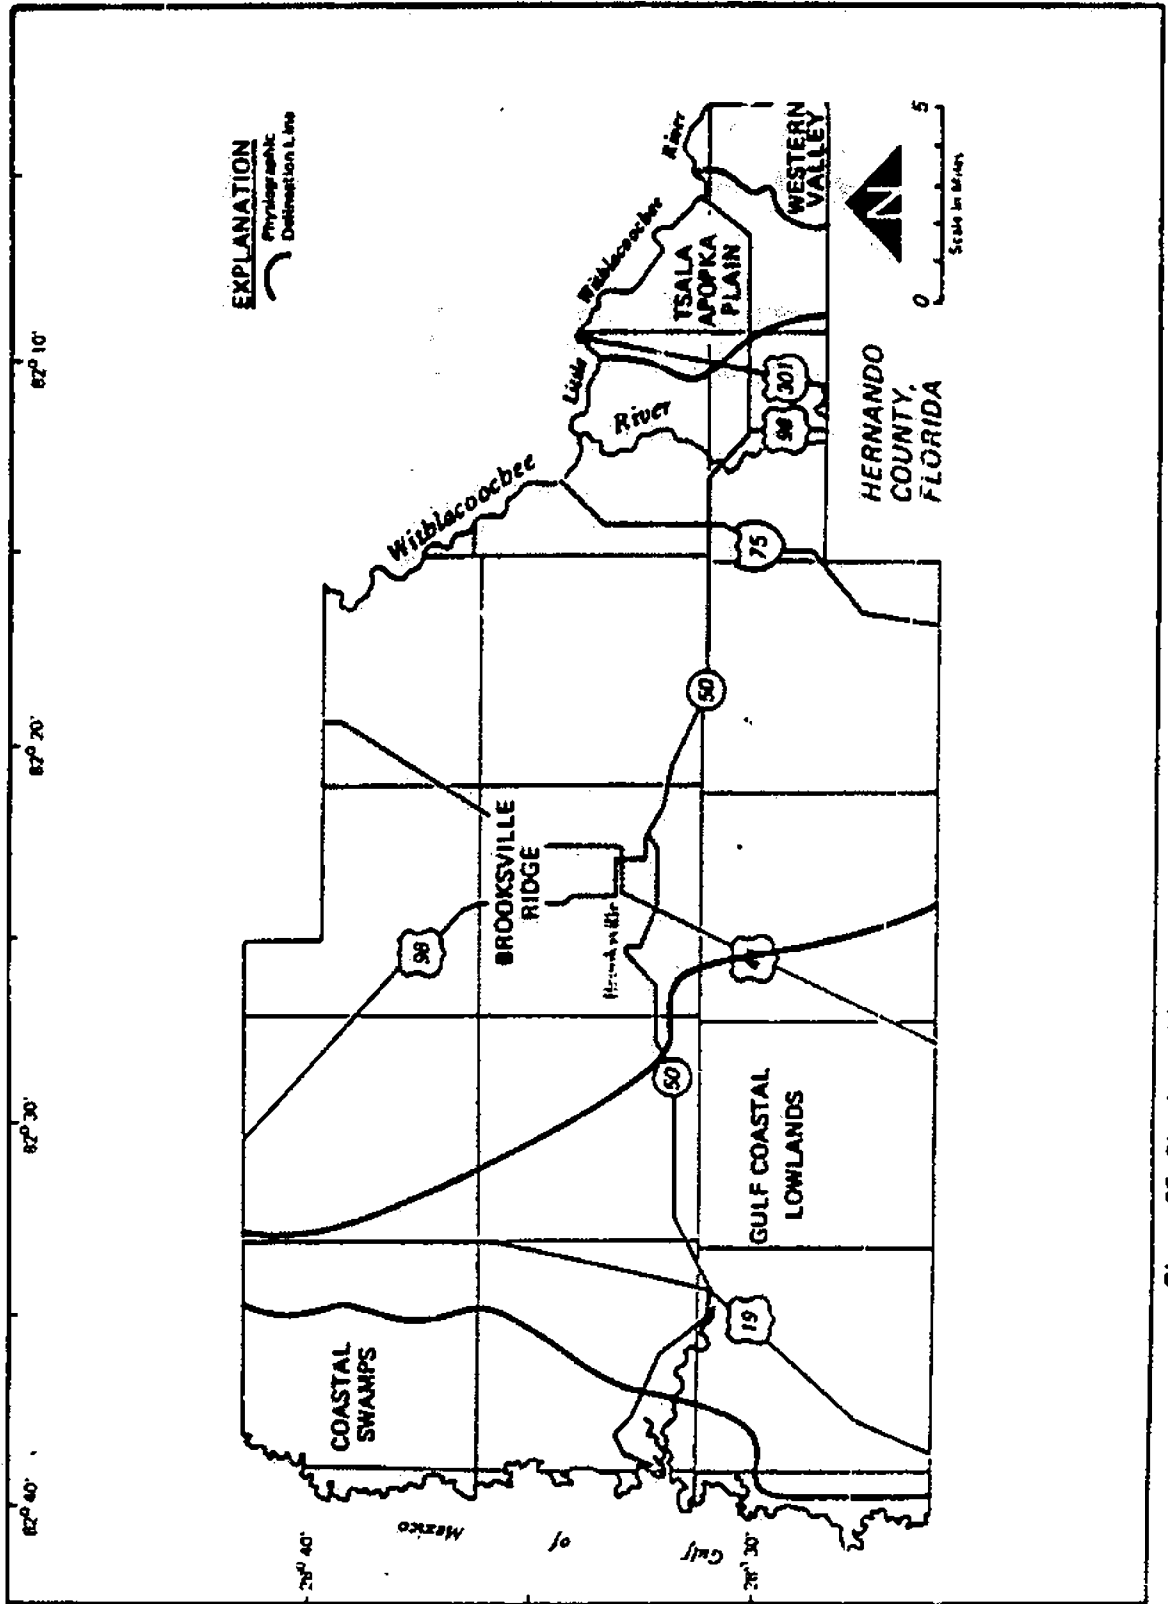 82° 40'
82° 30'
82° 20'
82° 10'
28° 40'
28° 30'
EXPLANATION
Physiographic
Delineation Line
COASTAL
SWAMPS
BROOKSVILLE
RIDGE
GULF COASTAL
LOWLANDS
TSALA
APOPKA
PLAIN
WESTERN
VALLEY
Withlacoochee
Little
Withlacoochee
River
River
Gulf
of
Mexico
98
50
50
19
41
75
98
301
HERNANDO
COUNTY,
FLORIDA
N
0
5
Scale in Miles